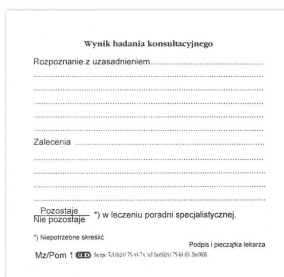 Wynik badania konsultacyjnego
Rozpoznanie z uzasadnieniem
Zalecenia
Pozostaje
Nie pozostaje *) w leczeniu poradni specjalistycznej.
*) Niepotrzebne skreślić
Podpis i pieczątka lekarza
Mz/Pom 1